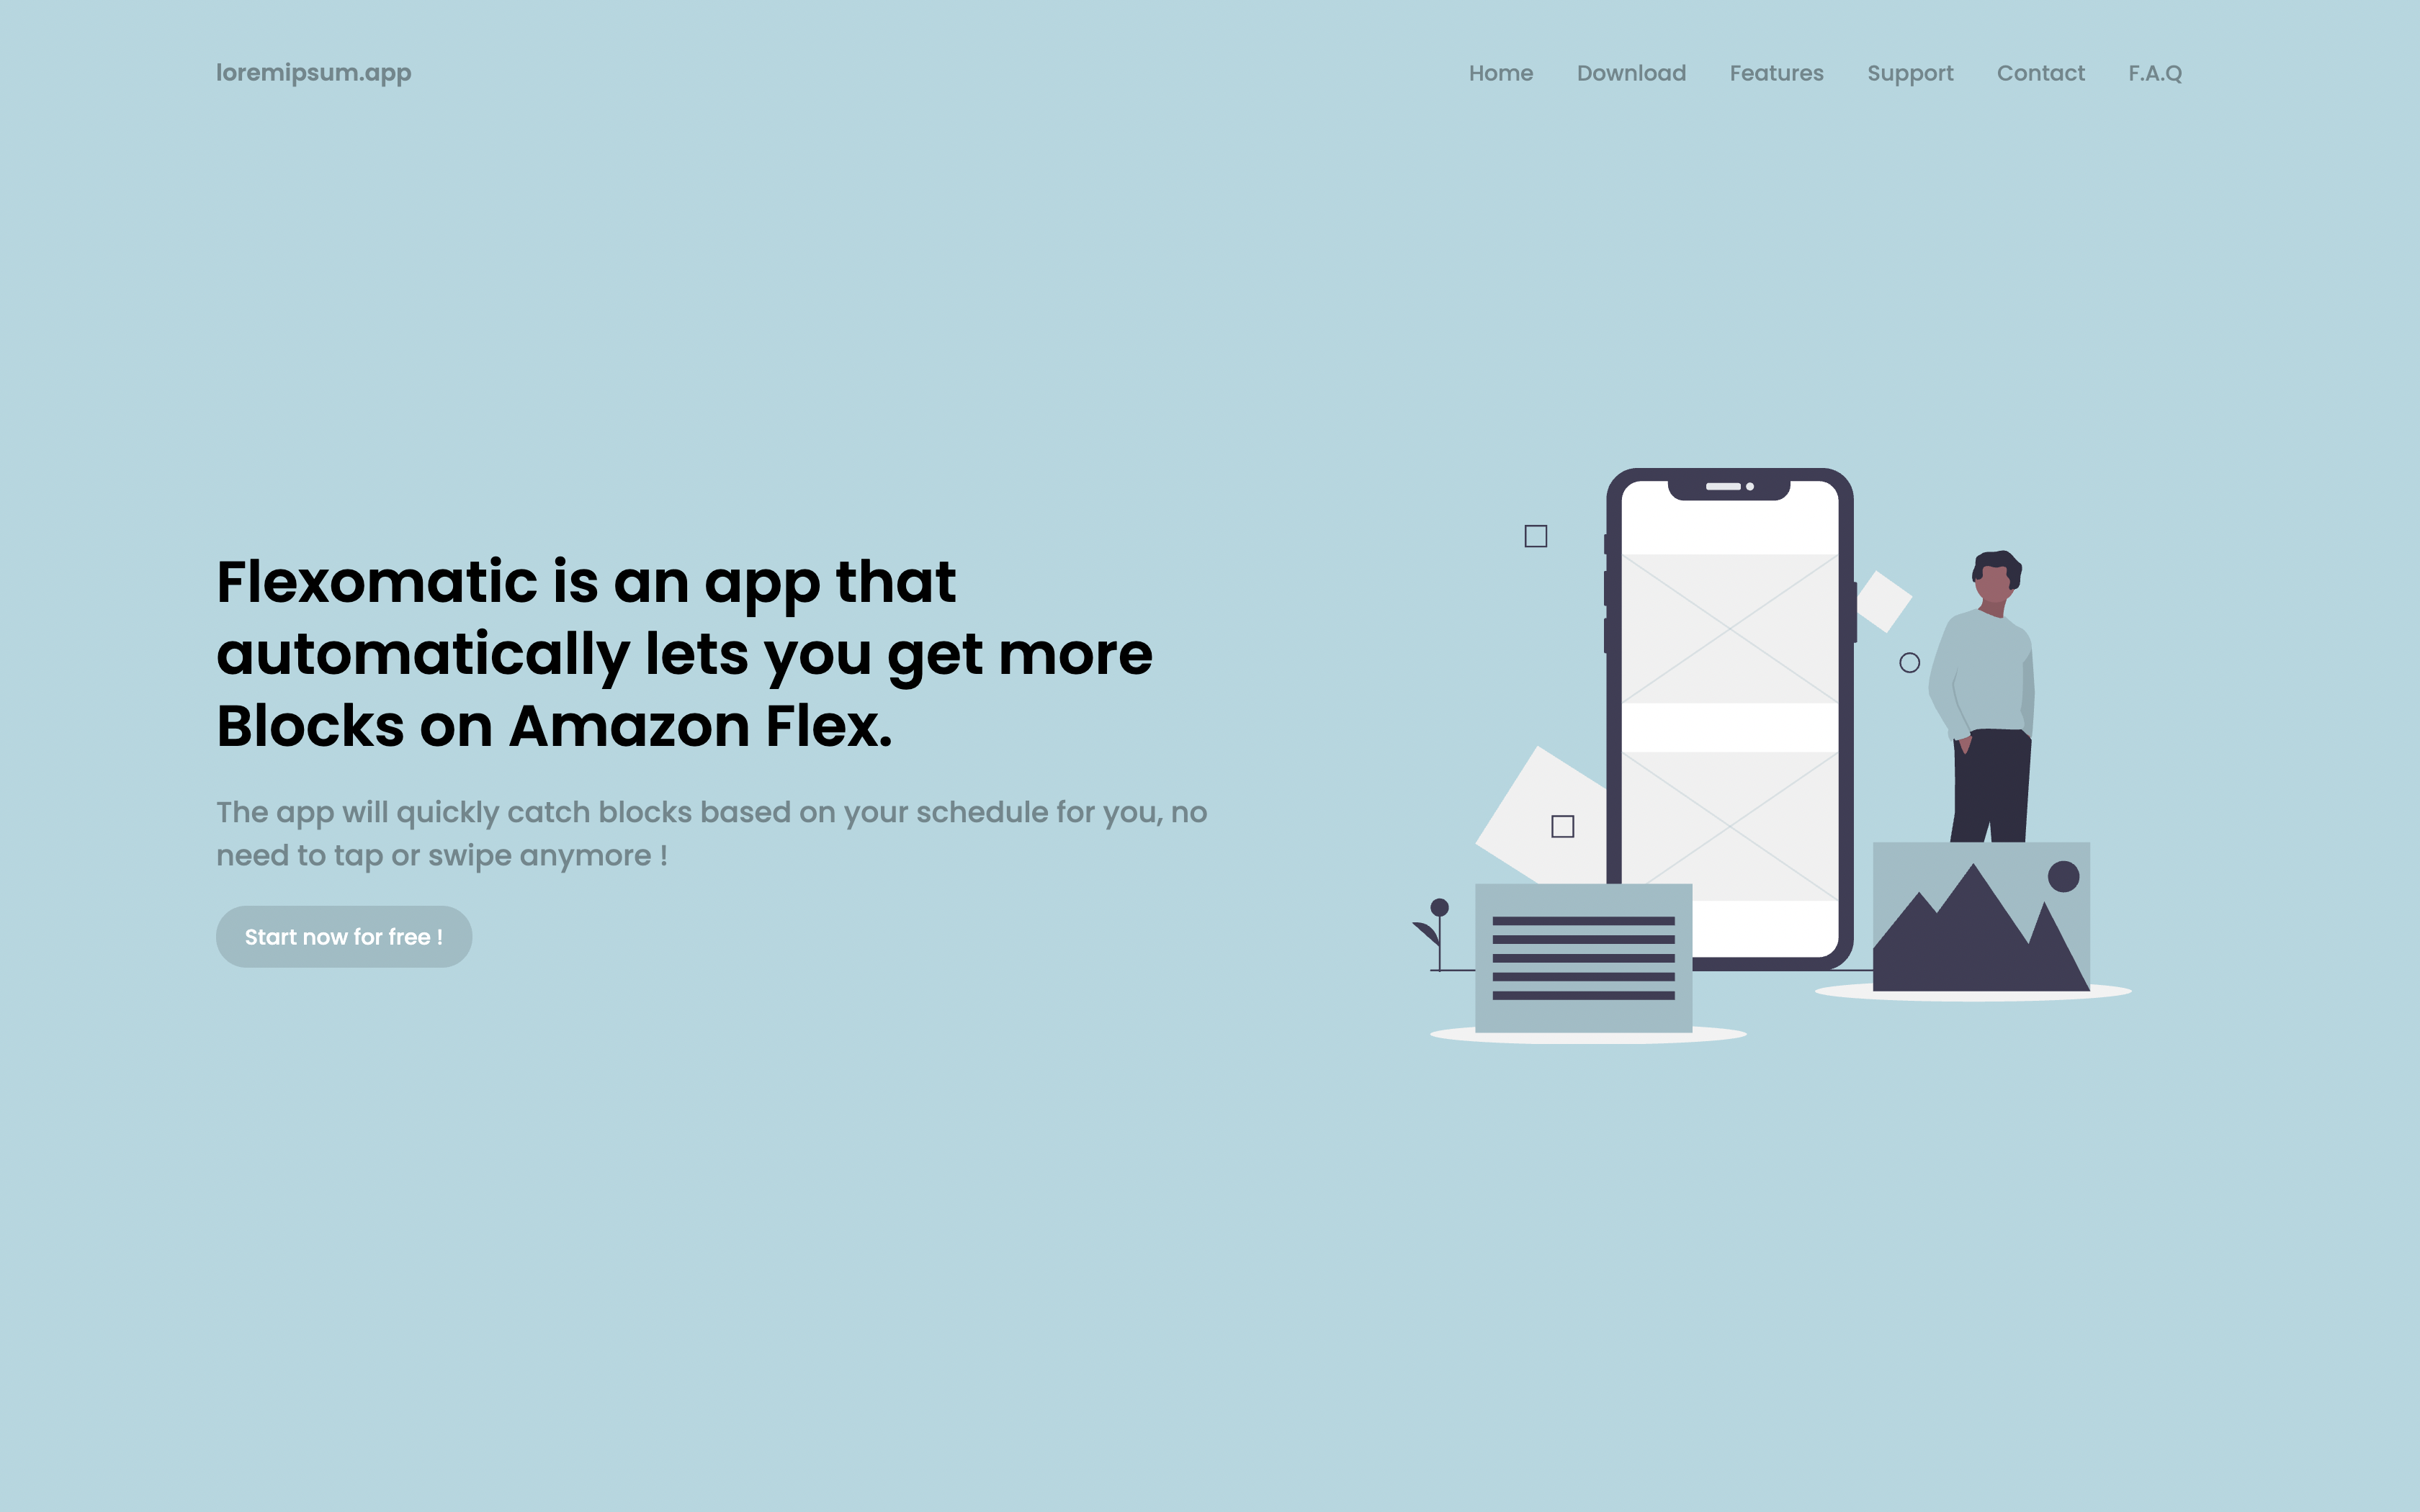 loremipsum.app
Home Download Features Support Contact F.A.Q
Flexomatic is an app that
automatically lets you get more
Blocks on Amazon Flex.
The app will quickly catch blocks based on your schedule for you, no
need to tap or swipe anymore !
Start now for free !